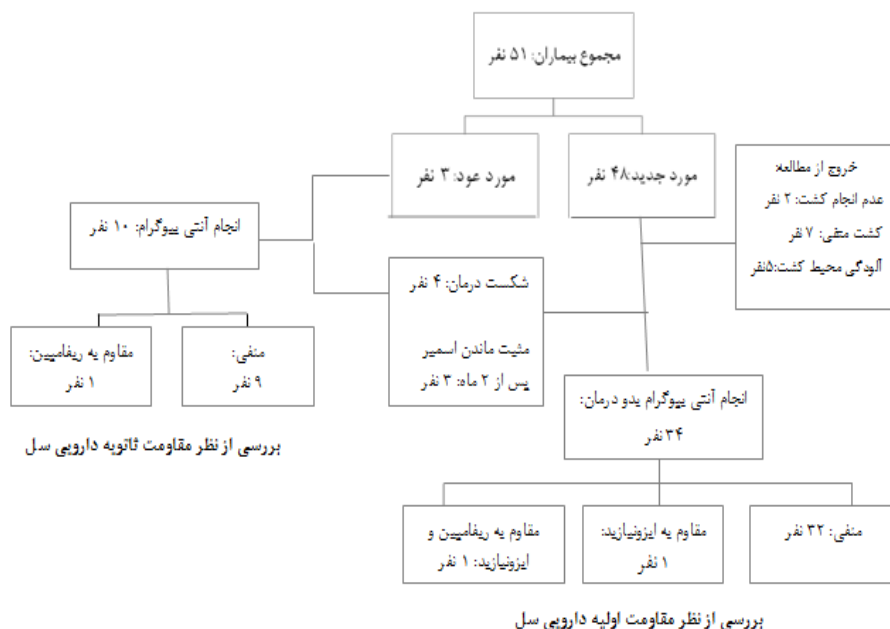 مجموع بیماران: ۵۱ نفر
مورد جدید:۴۸ نفر
مورد عود: ۳ نفر
خروج از مطالعه:
عدم انجام کشت: ۲ نفر
کشت منفی: ۷ نفر
آلودگی محیط کشت:۵نفر
انجام آنتی بیوگرام: ۱۰ نفر
شکست درمان: ۴ نفر
مثبت ماندن اسمیر
پس از ۲ ماه: ۳ نفر
منفی:
۹ نفر
مقاوم به ریفامپین:
۱ نفر
بررسی از نظر مقاومت ثانویه دارویی سل
انجام آنتی بیوگرام بدو درمان:
۳۴ نفر
منفی: ۳۲ نفر
مقاوم به ایزونیازید:
۱ نفر
مقاوم به ریفامپین و
ایزونیازید: ۱ نفر
بررسی از نظر مقاومت اولیه دارویی سل